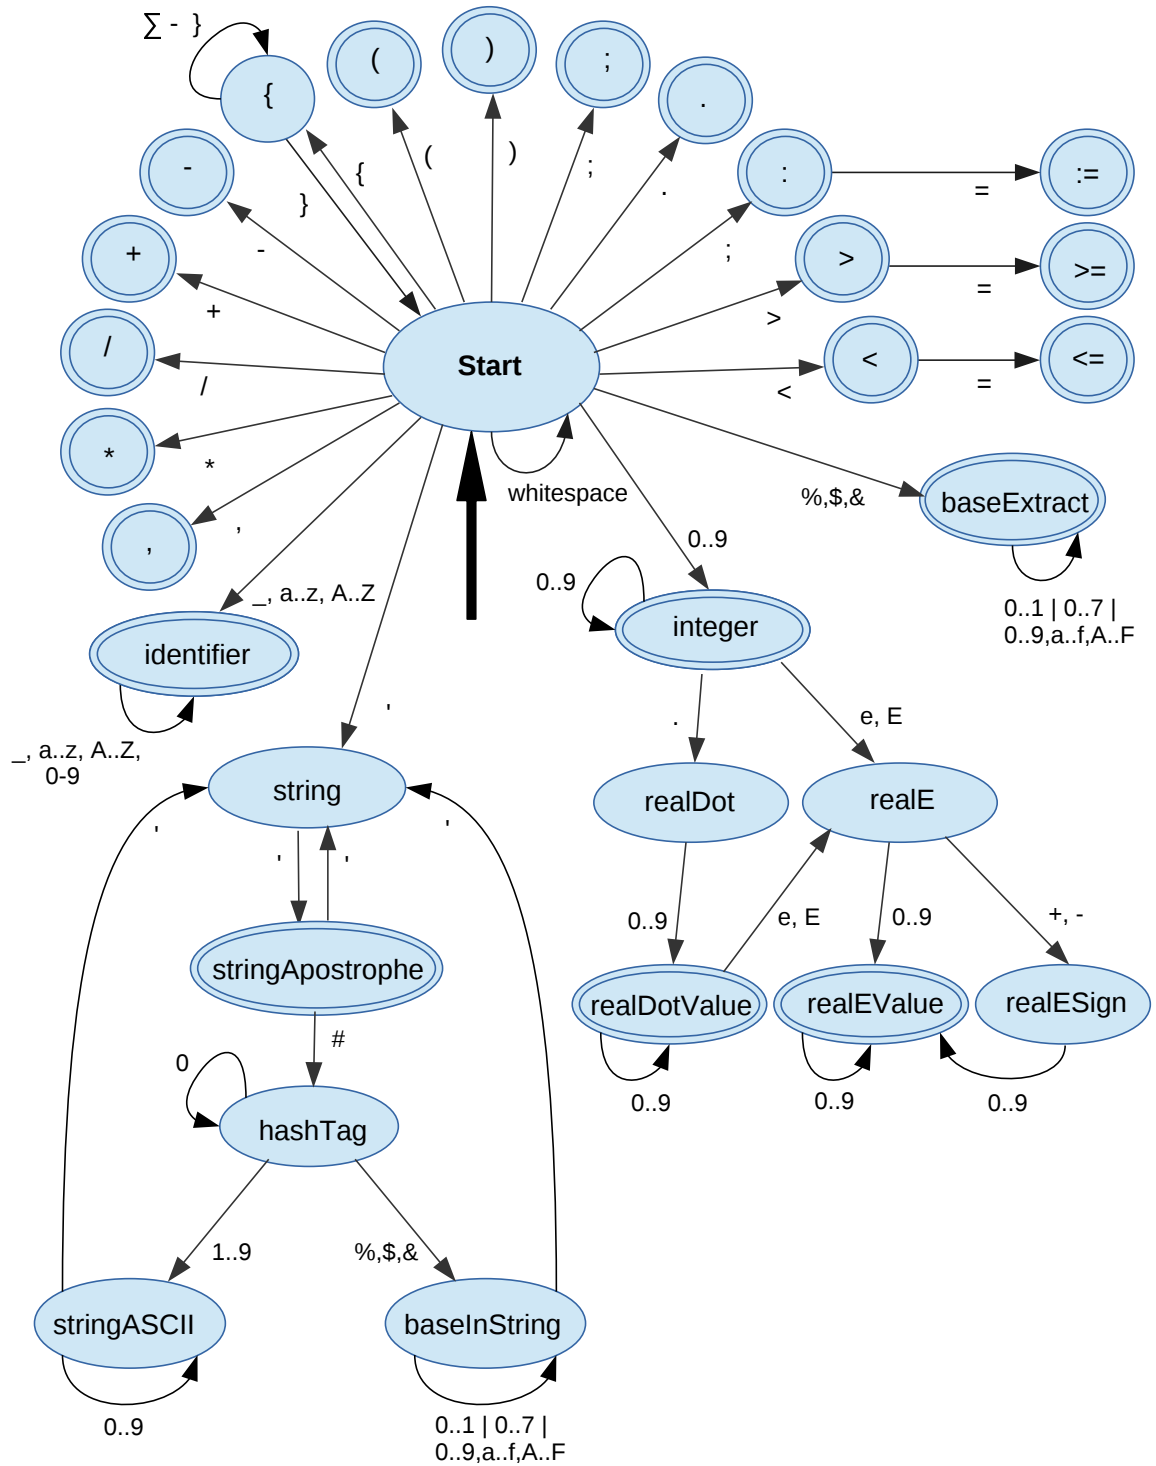 ∑ - }
{
(
)
;
.
-
:
=
:=
{
(
)
;
.
}
+
-
;
>
=
>=
+
>
/
/
Start
<
=
<=
<
*
*
whitespace
%,$,&
baseExtract
,
,
0..9
0..9
0..1 | 0..7 |
0..9,a..f,A..F
_, a..z, A..Z
identifier
integer
_, a..z, A..Z,
0-9
'
.
e, E
string
realDot
realE
'
'
'
'
0..9
e, E
0..9
+, -
stringApostrophe
realDotValue
realEValue
realESign
#
0
0..9
0..9
0..9
hashTag
1..9
%,$,&
stringASCII
baseInString
0..9
0..1 | 0..7 |
0..9,a..f,A..F